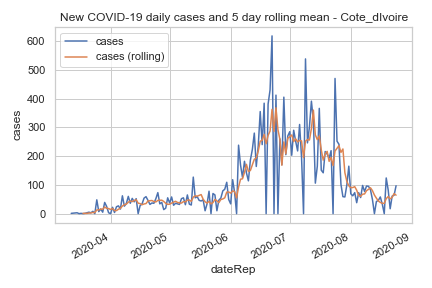 New COVID-19 daily cases and 5 day rolling mean - Cote_dIvoire
cases
cases (rolling)
600
500
400
300
200
100
0
cases
2020-04
2020-05
2020-06
2020-07
2020-08
2020-09
dateRep